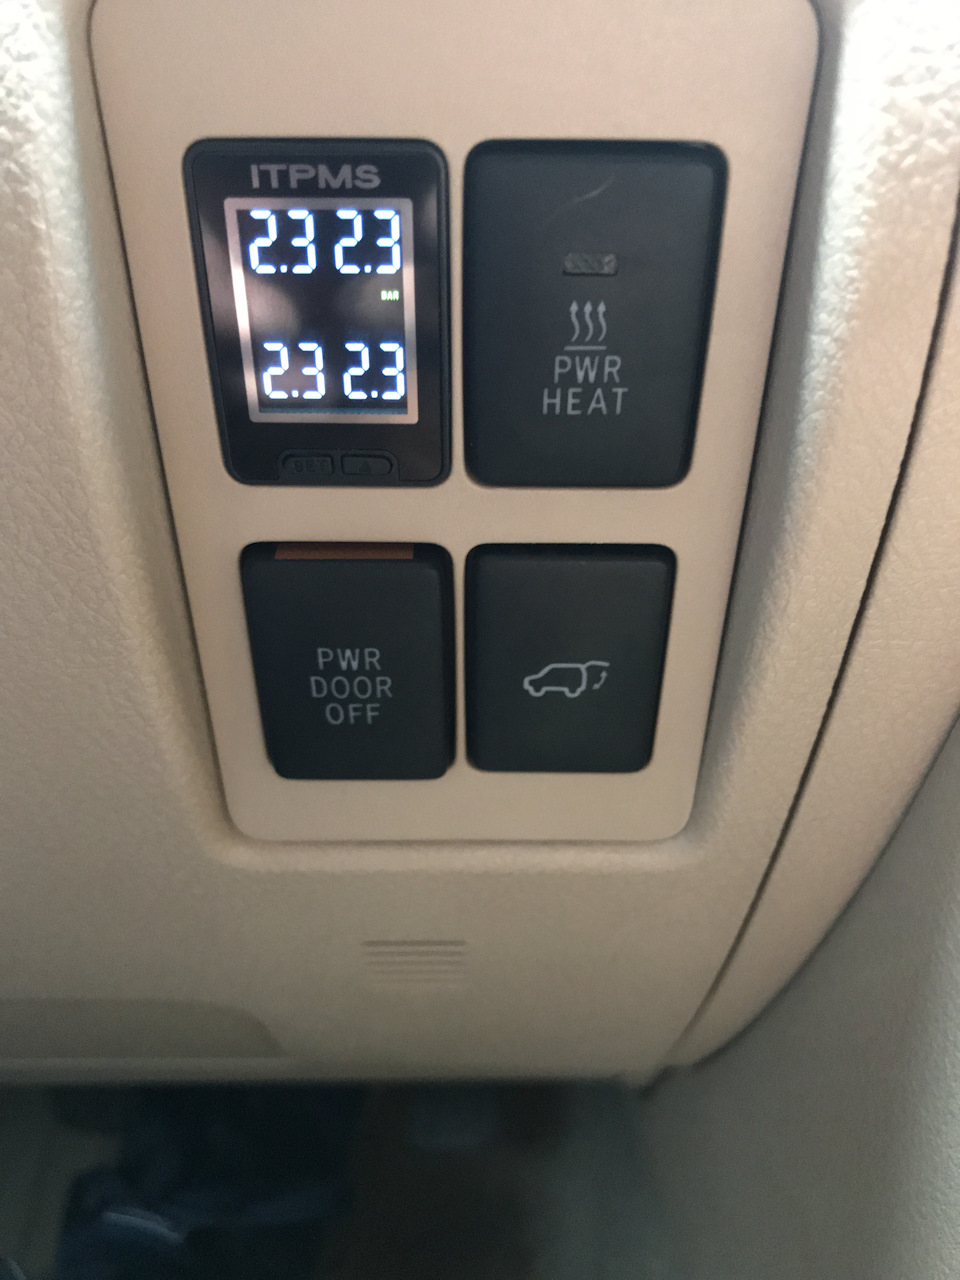 ITPMS
2.3 2.3
BAR
2.3 2.3
SET
PWR
HEAT
PWR
DOOR
OFF